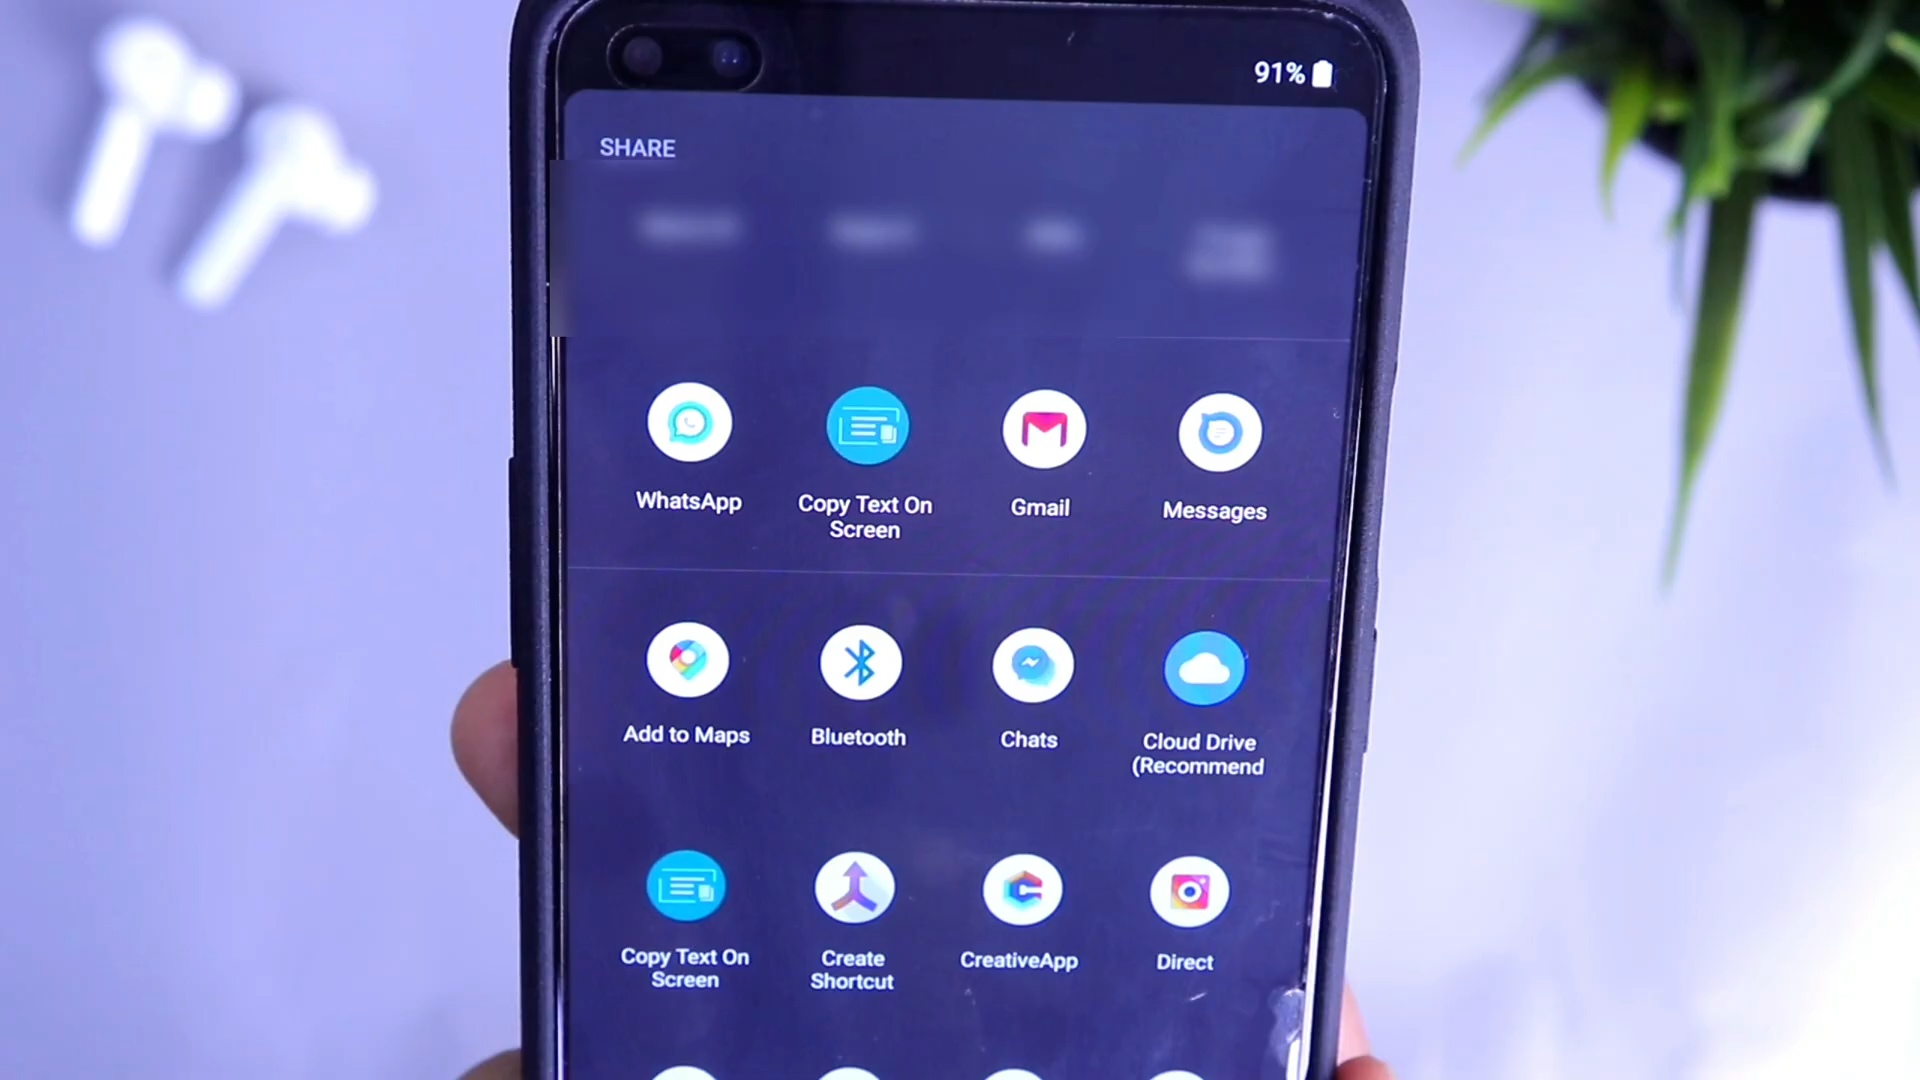 91%
SHARE
WhatsApp
Copy Text On
Screen
Gmail
Messages
Add to Maps
Bluetooth
Chats
Cloud Drive
(Recommend
Copy Text On
Screen
Create
Shortcut
CreativeApp
Direct